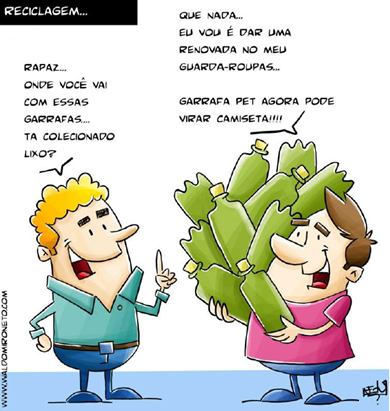 RECICLAGEM...
RAPAZ...
ONDE VOCÊ VAI
COM ESSAS
GARRAFAS....
TA COLECIONADO
LIXO?
QUE NADA...
EU VOU É DAR UMA
RENOVADA NO MEU
GUARDA-ROUPAS...
GARRAFA PET AGORA PODE
VIRAR CAMISETA!!!!
WWW.WALDOMIRONETO.COM